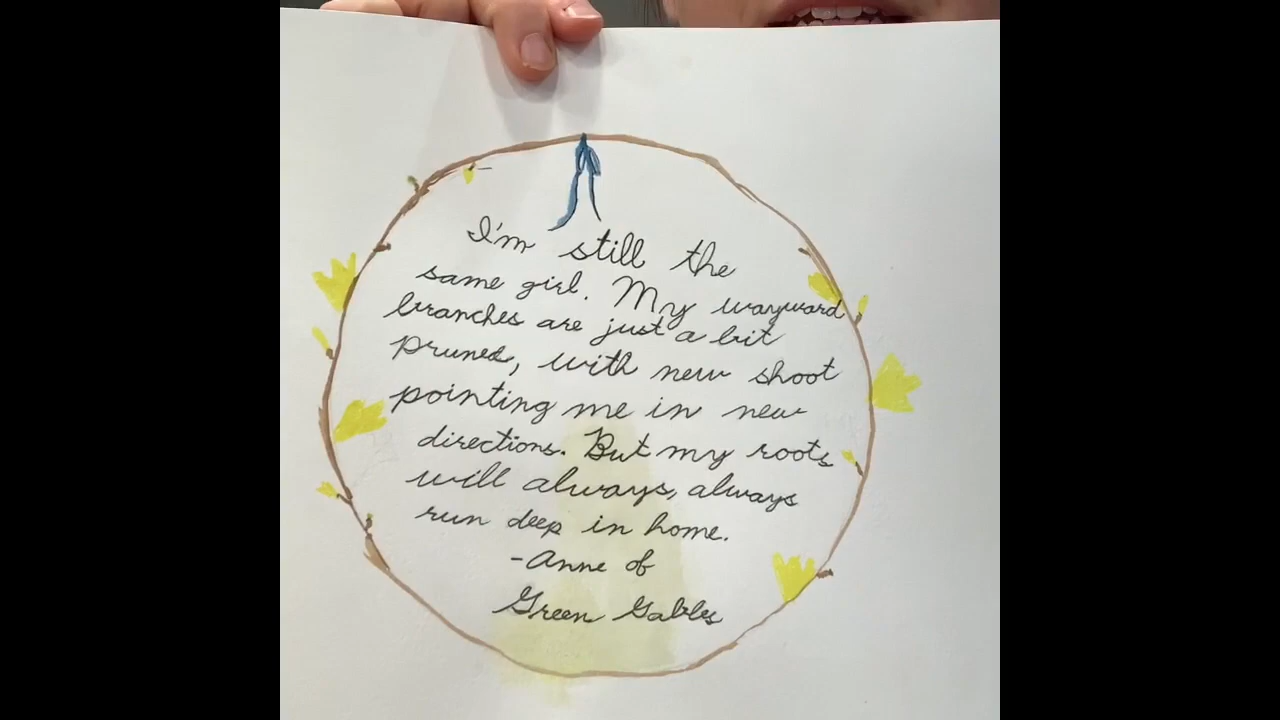 I'm still the
same girl. My wayward
branches are just a bit
pruned, with new shoot
pointing me in new
directions. But my roots
will always, always
run deep in home.
-Anne of
Green Gables